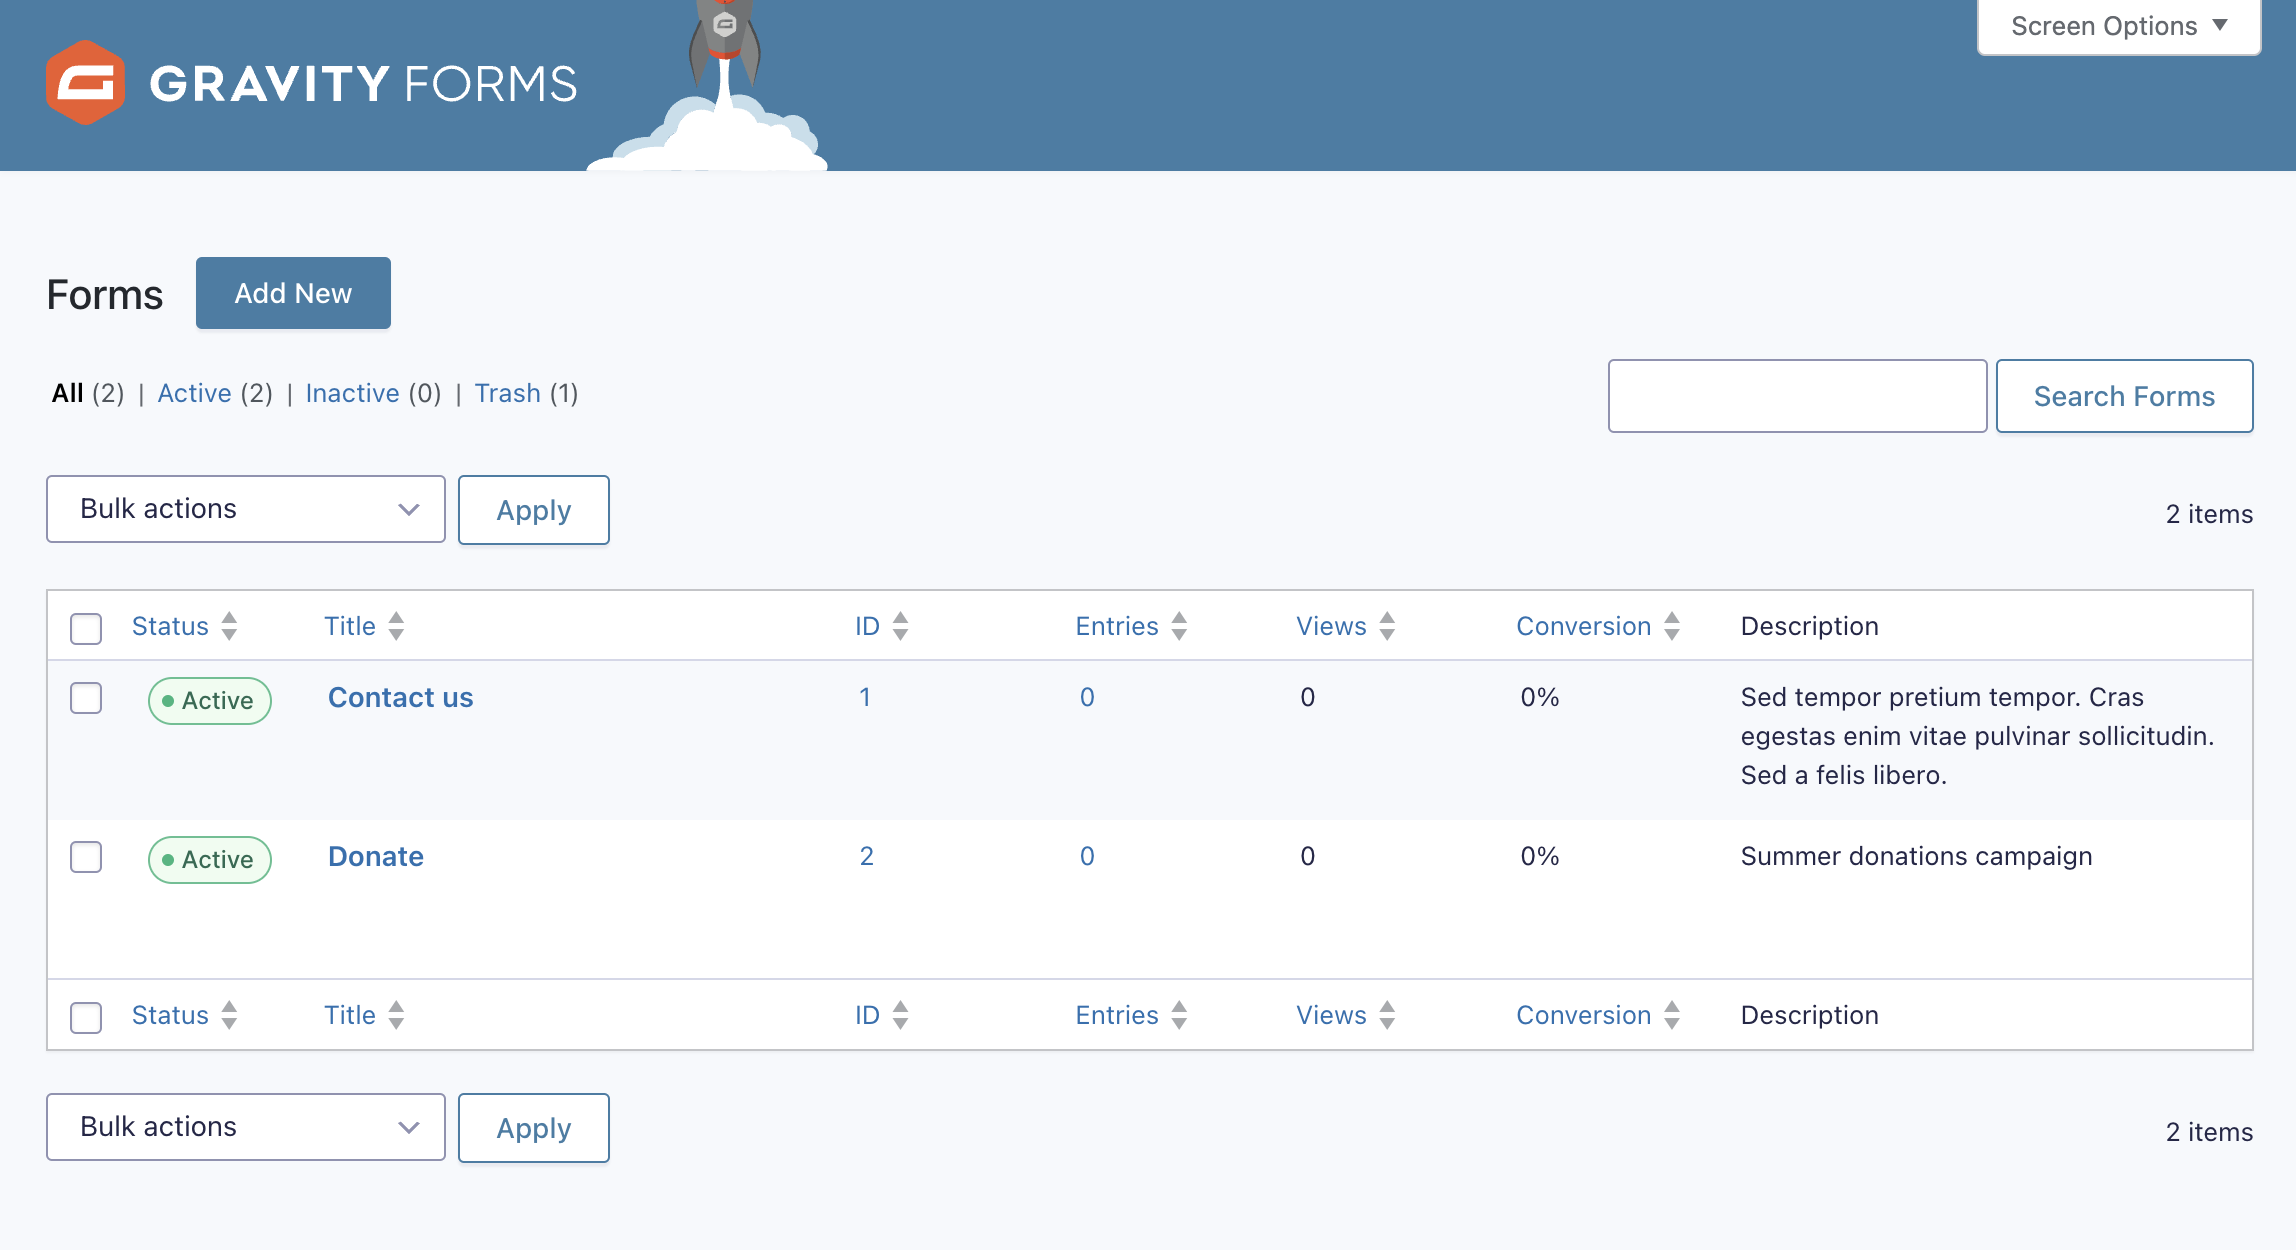 Screen Options ▼
GRAVITY FORMS
Forms Add New
All (2) | Active (2) | Inactive (0) | Trash (1)
Search Forms
Bulk actions Apply 2 items
Status Title ID Entries Views Conversion Description
Active Contact us 1 0 0 0% Sed tempor pretium tempor. Cras
egestas enim vitae pulvinar sollicitudin.
Sed a felis libero.
Active Donate 2 0 0 0% Summer donations campaign
Status Title ID Entries Views Conversion Description
Bulk actions Apply 2 items